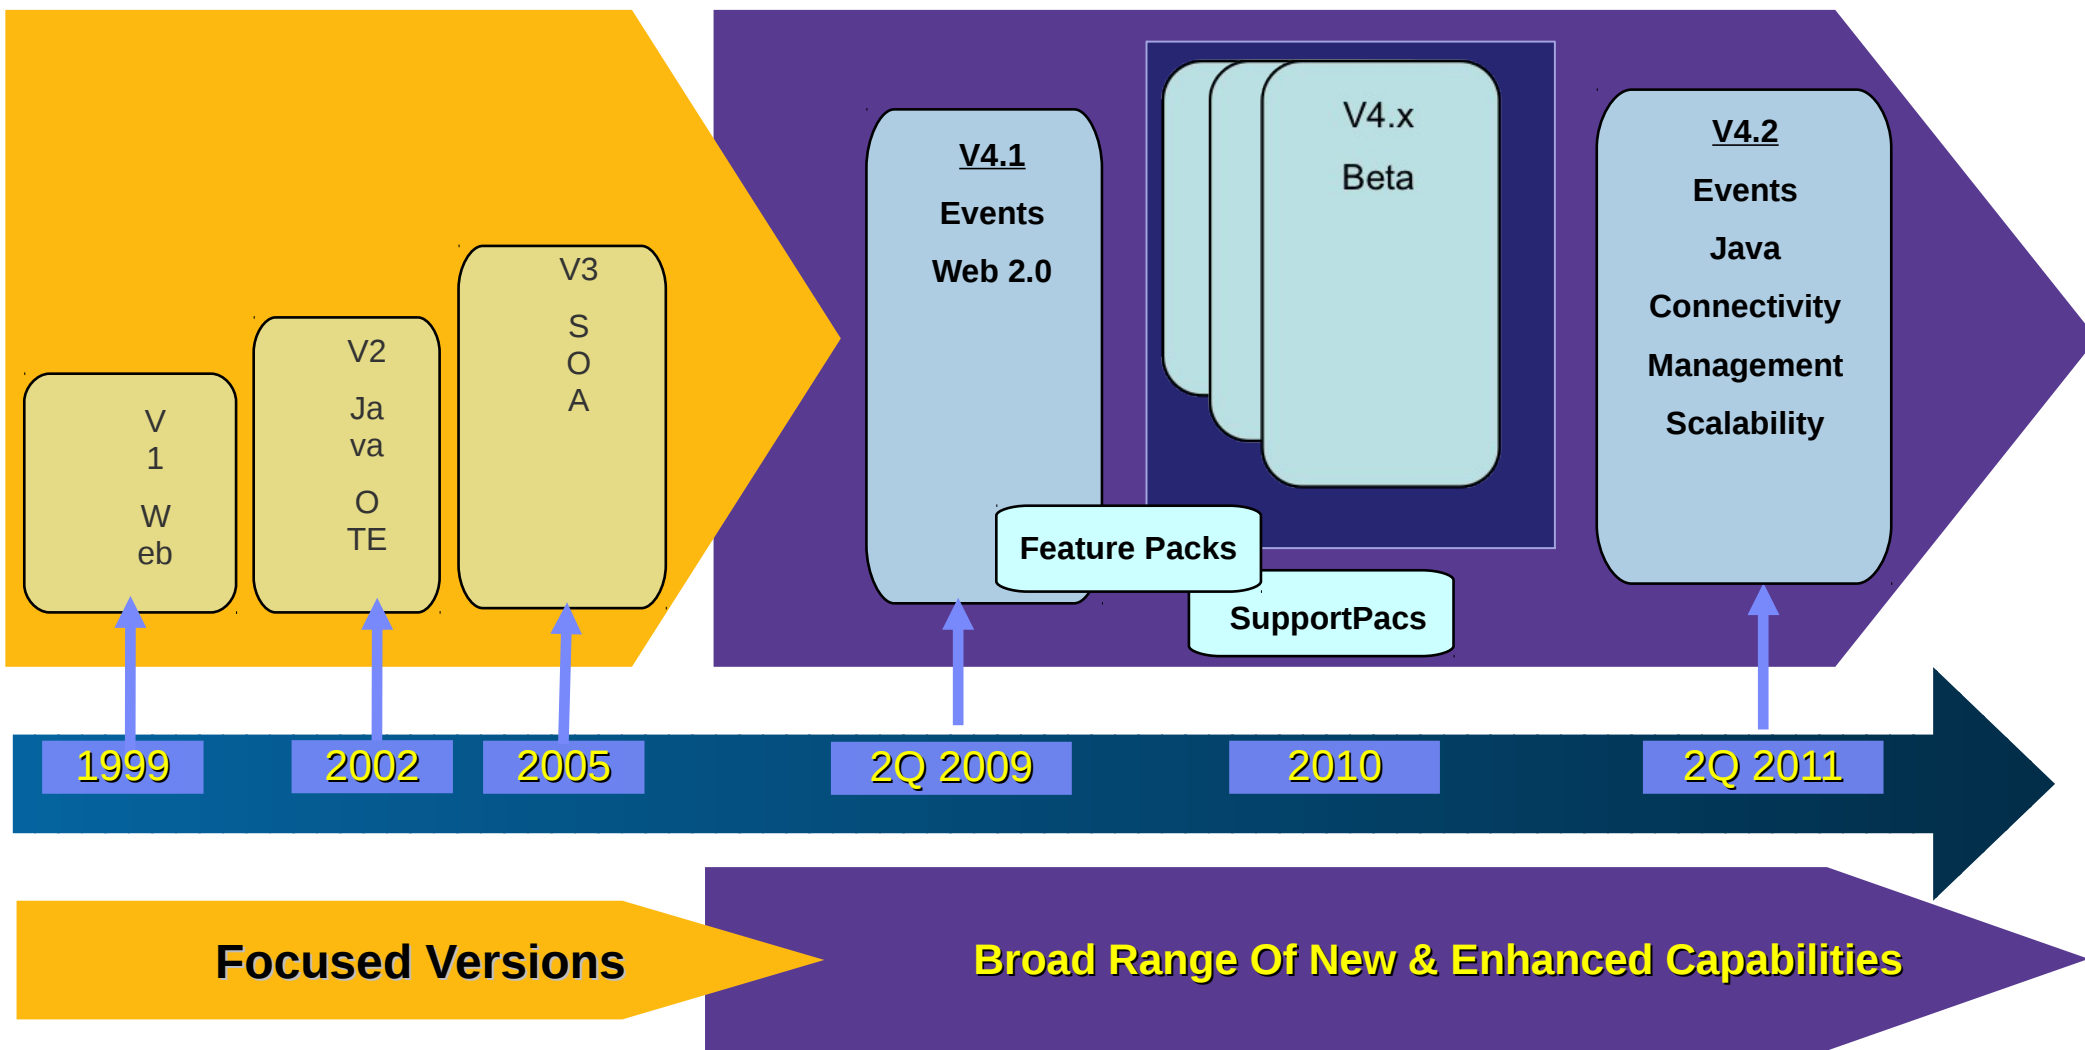 V
1
W
eb
V2
Ja
va
O
TE
V3
S
O
A
V4.1
Events
Web 2.0
V4.x
Beta
Feature Packs
SupportPacs
V4.2
Events
Java
Connectivity
Management
Scalability
1999
2002
2005
2Q 2009
2010
2Q 2011
Focused Versions
Broad Range Of New & Enhanced Capabilities